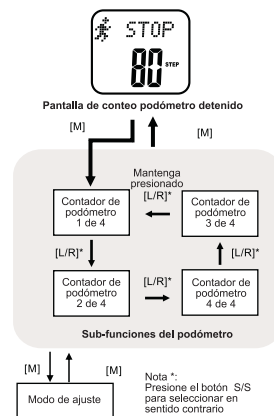 STOP
80 STEP
Pantalla de conteo podómetro detenido
[M]
[M]
Mantenga
presionado
[L/R]*
Contador de
podómetro
1 de 4
Contador de
podómetro
3 de 4
[L/R]*
[L/R]*
[L/R]*
Contador de
podómetro
2 de 4
Contador de
podómetro
4 de 4
Sub-funciones del podómetro
[M]
[M]
Modo de ajuste
Nota *:
Presione el botón S/S
para seleccionar en
sentido contrario